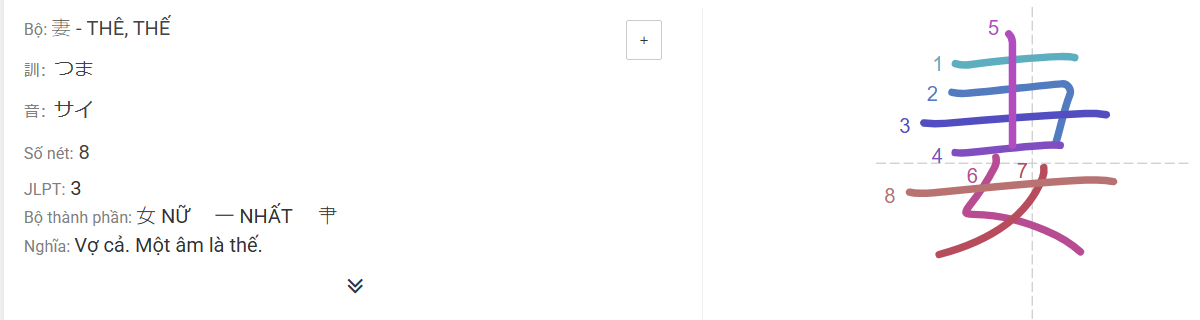 Bộ: 妻 - THÊ, THẾ
+
訓: つま
音: サイ
Số nét: 8
JLPT: 3
Bộ thành phần: 女 NỮ 一 NHẤT 肀
Nghĩa: Vợ cả. Một âm là thế.
妻
5
1
2
3
4
6 7
8